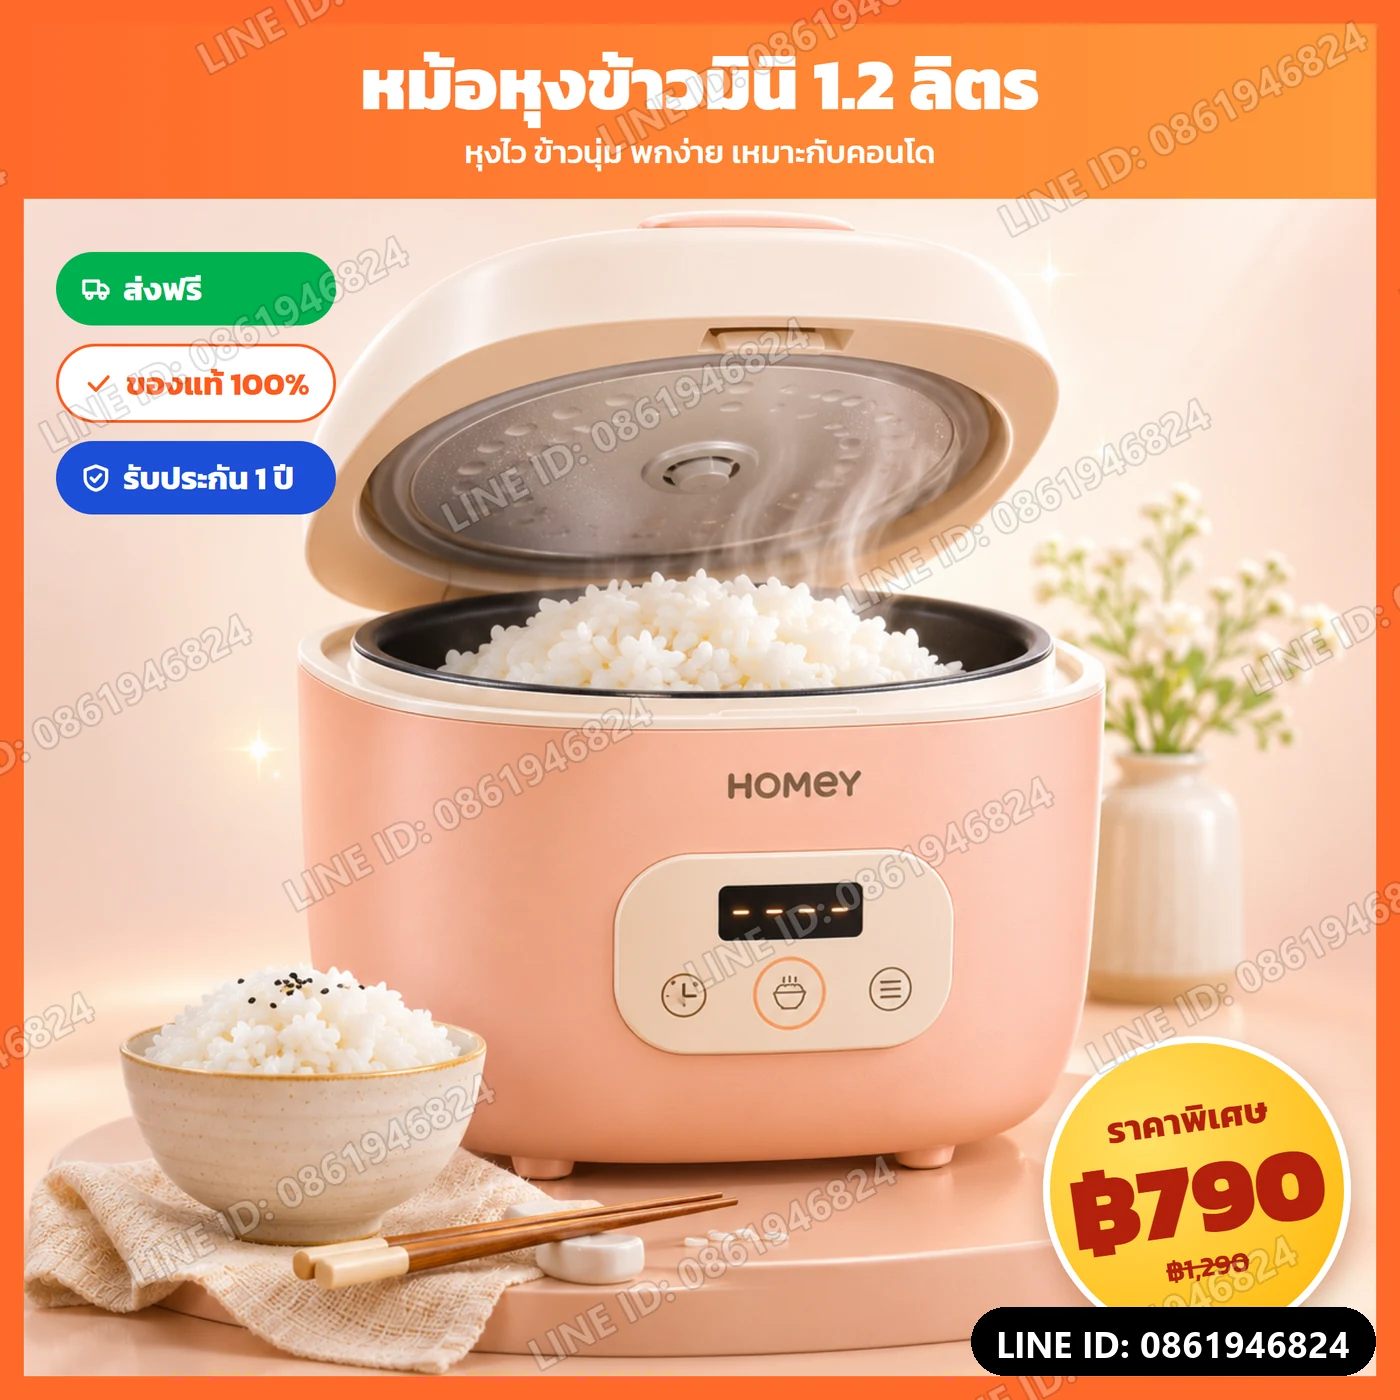 หม้อหุงข้าวมินิ 1.2 ลิตร
หุงไว ข้าวนุ่ม พกง่าย เหมาะกับคอนโด
ส่งฟรี
ของแท้ 100%
รับประกัน 1 ปี
HOMEY
ราคาพิเศษ
฿790
฿1,290
LINE ID: 0861946824